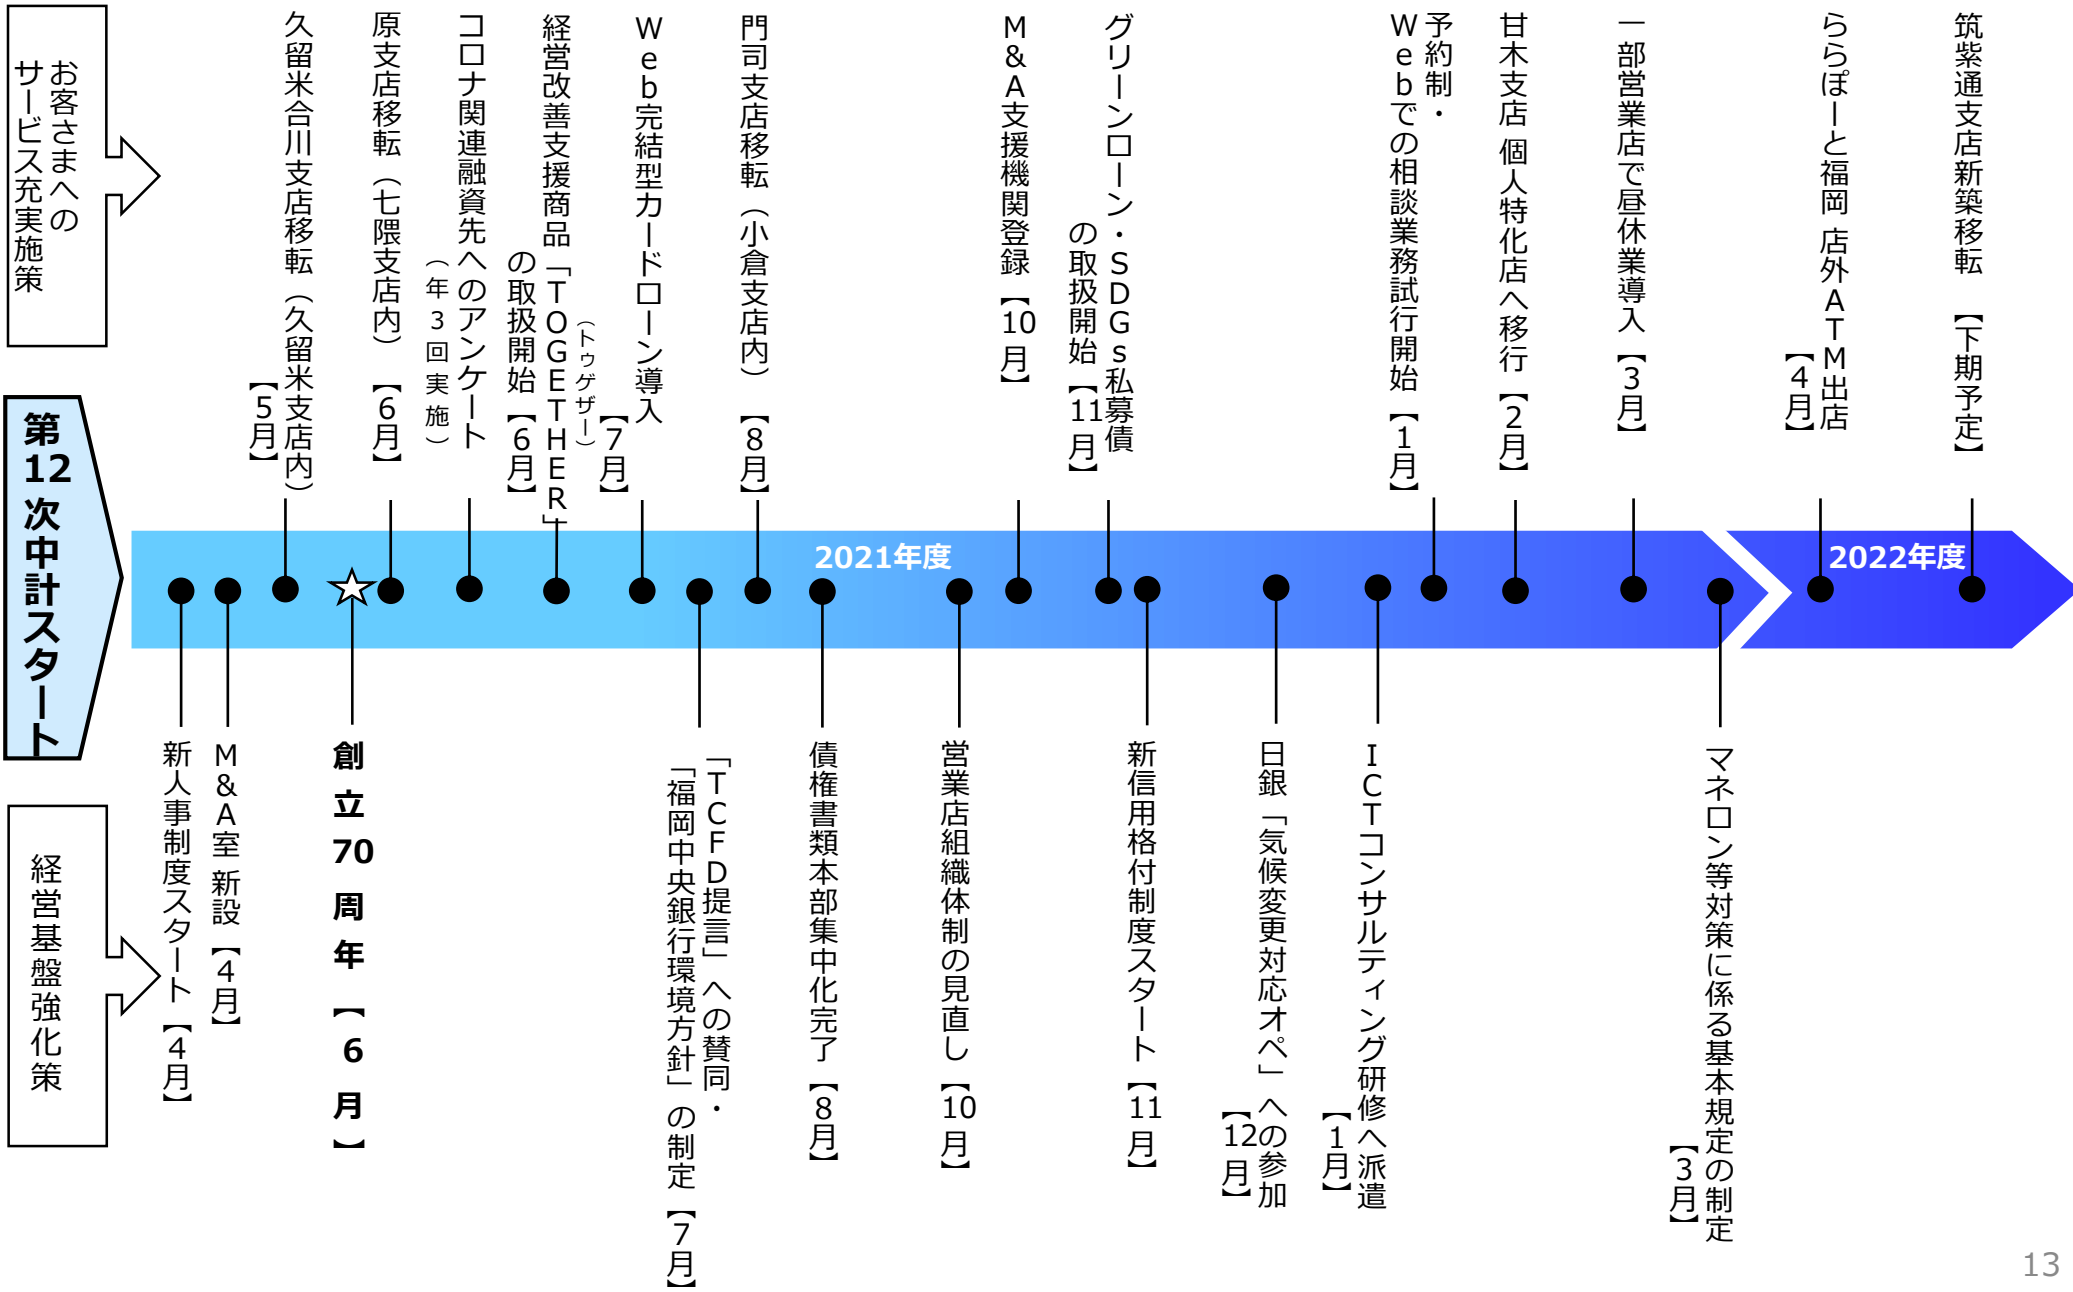 お客さまへの
サービス充実施策
久留米合川支店移転（久留米支店内）
【5月】
原支店移転（七隈支店内）【6月】
コロナ関連融資先へのアンケート
（年3回実施）
経営改善支援商品「TOGETHER」
（トゥゲザー）
の取扱開始【6月】
Web完結型カードローン導入
【7月】
門司支店移転（小倉支店内）【8月】
M&A支援機関登録【10月】
グリーンローン・SDGs私募債
の取扱開始【11月】
予約制・
Webでの相談業務試行開始【1月】
甘木支店 個人特化店へ移行【2月】
一部営業店で昼休業導入【3月】
ららぽーと福岡 店外ATM出店
【4月】
筑紫通支店新築移転 【下期予定】
第12次中計スタート
2021年度
2022年度
経営基盤強化策
新人事制度スタート【4月】
M&A室 新設【4月】
創立70周年【6月】
「TCFD提言」への賛同・
「福岡中央銀行環境方針」の制定【7月】
債権書類本部集中化完了【8月】
営業店組織体制の見直し【10月】
新信用格付制度スタート【11月】
日銀「気候変更対応オペ」への参加
【12月】
ICTコンサルティング研修へ派遣
【1月】
マネロン等対策に係る基本規定の制定
【3月】
13